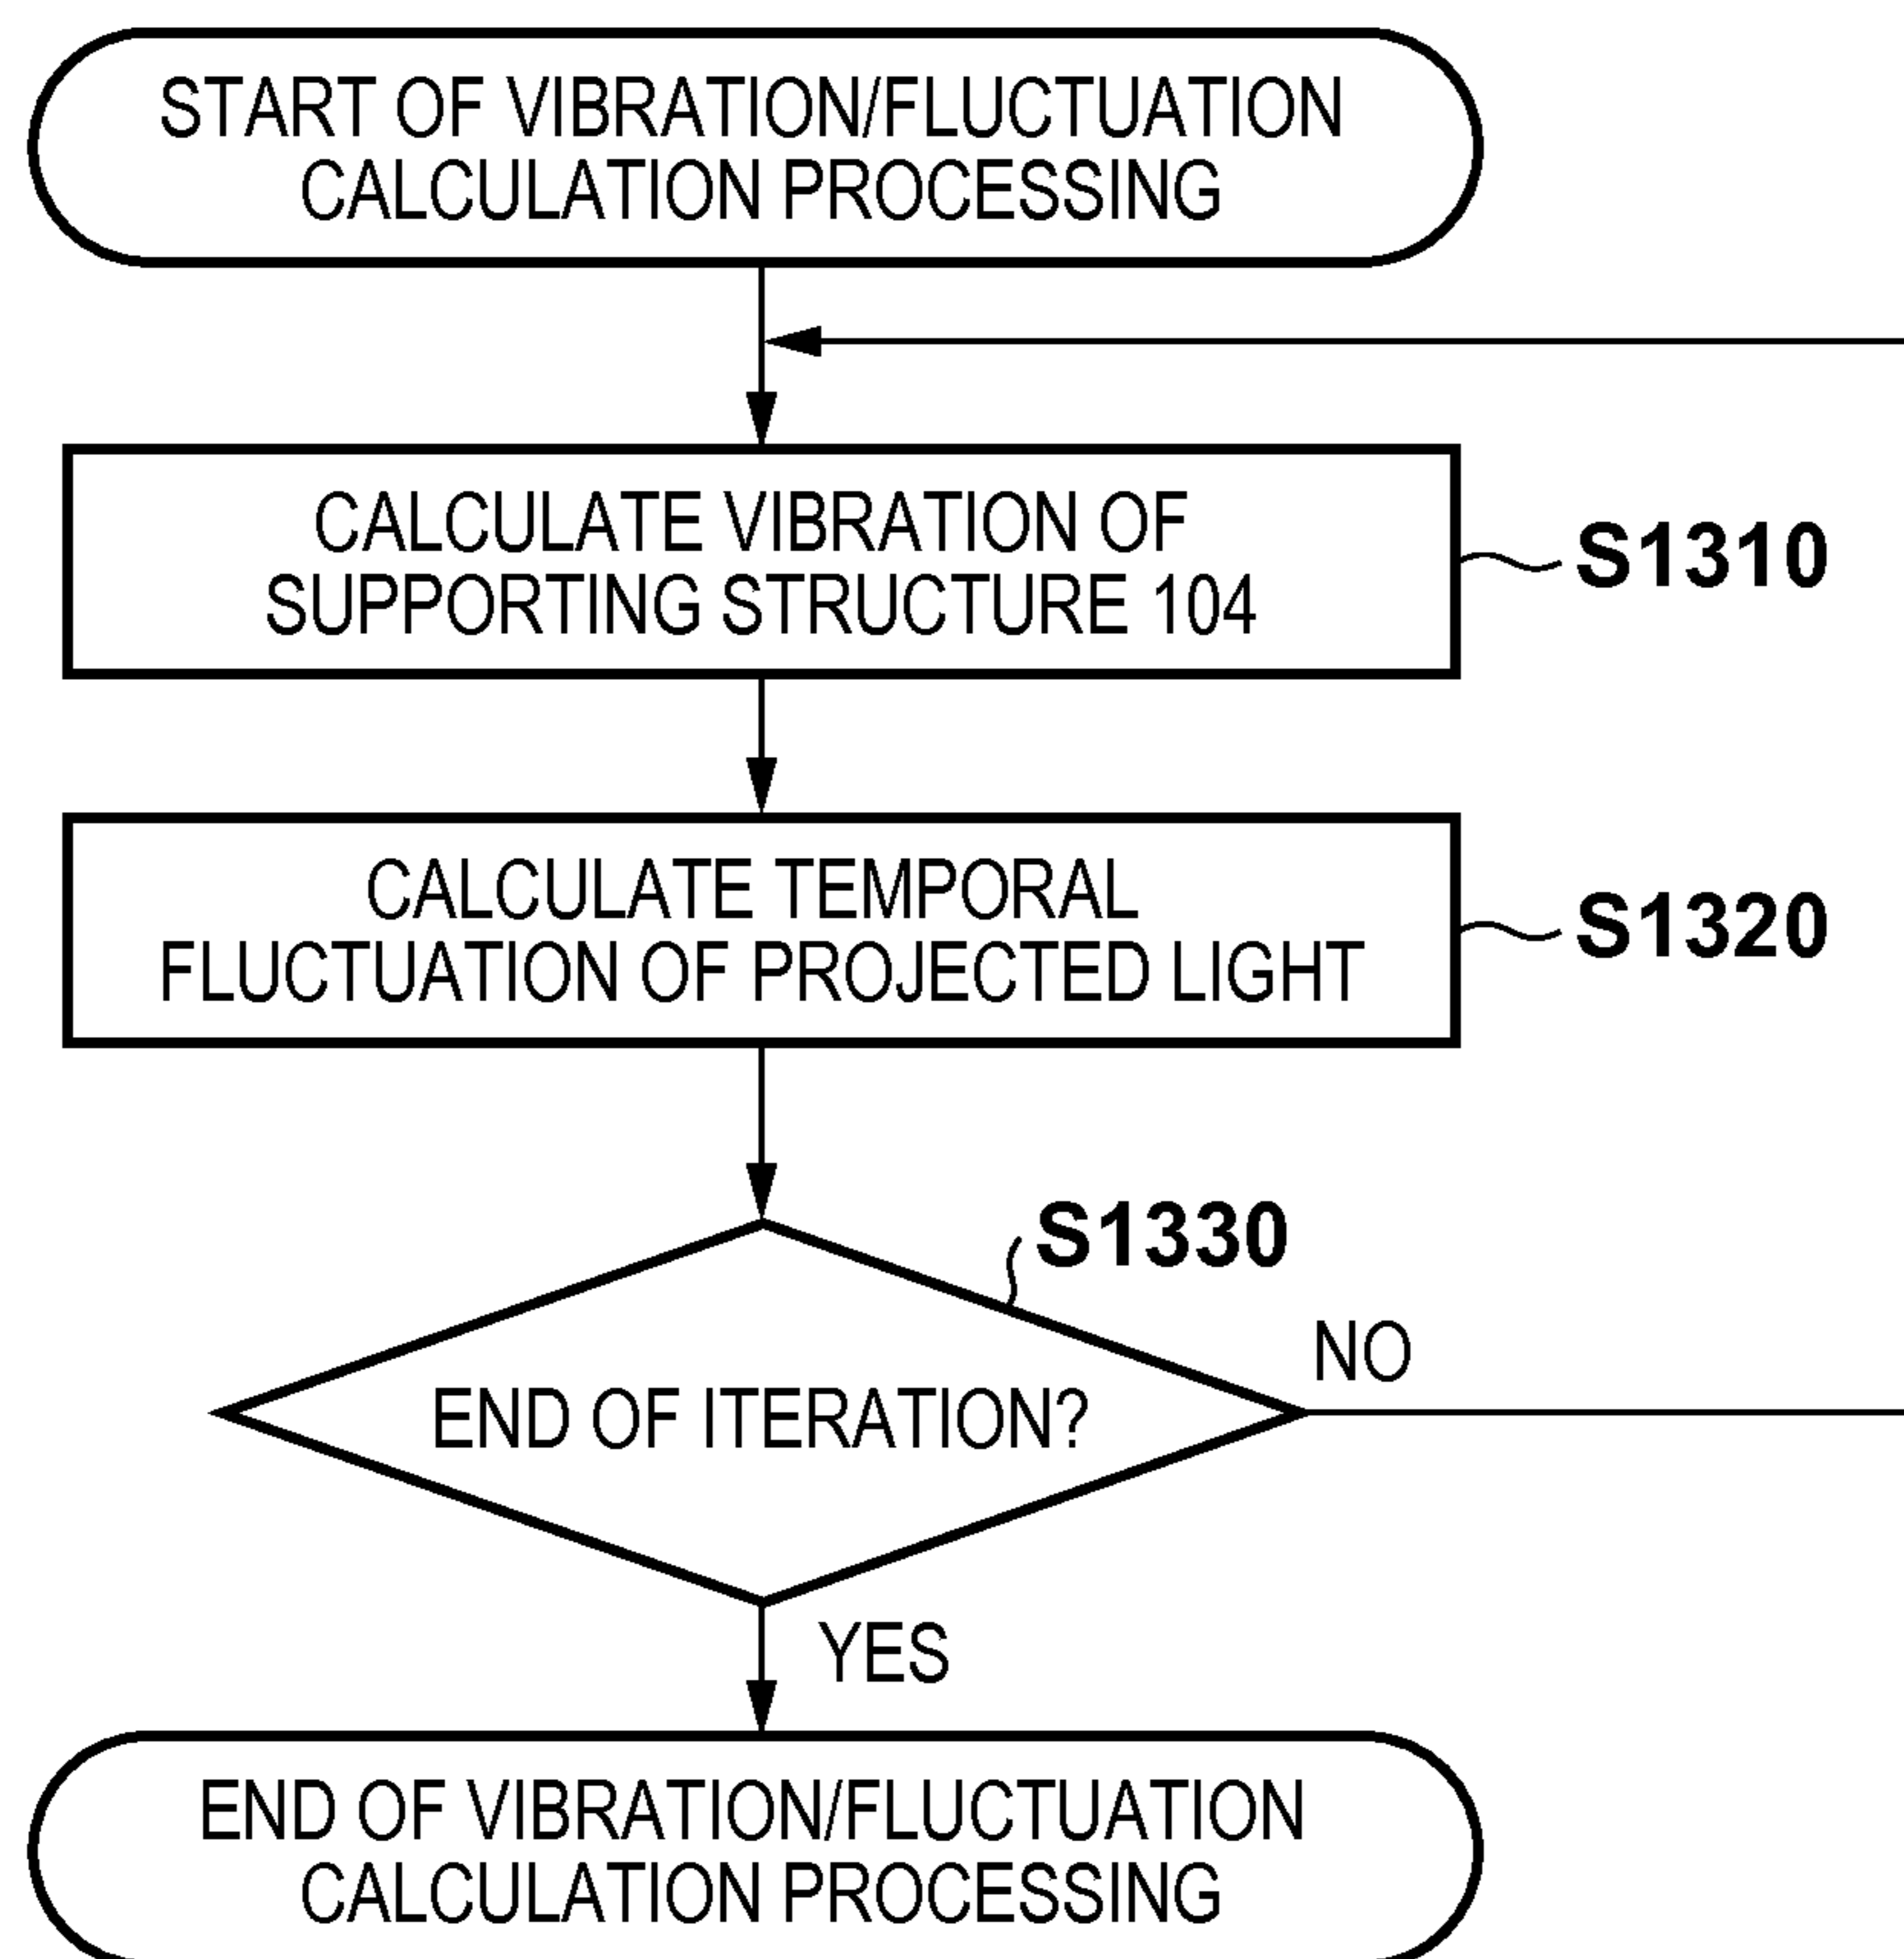 START OF VIBRATION/FLUCTUATION
CALCULATION PROCESSING
CALCULATE VIBRATION OF
SUPPORTING STRUCTURE 104
S1310
CALCULATE TEMPORAL
FLUCTUATION OF PROJECTED LIGHT
S1320
S1330
NO
END OF ITERATION?
YES
END OF VIBRATION/FLUCTUATION
CALCULATION PROCESSING